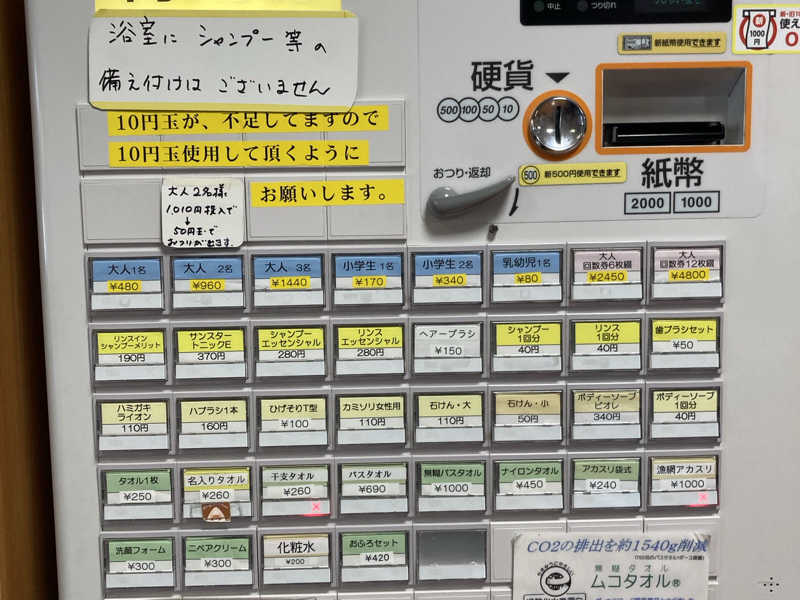 中止
つり切れ
浴室に シャンプー等の
備え付けは ございません
10円玉が、不足してますので
10円玉使用して頂くように
お願いします。
大人2名様
1,010円投入で
↓
50円玉で
おつりが出ます。
新紙幣使用できます
新
1000円
使え
硬貨
500 100 50 10
おつり・返却
500 新500円使用できます
紙幣
2000 1000
大人1名
¥480
大人 2名
¥960
大人 3名
¥1440
小学生 1名
¥170
小学生 2名
¥340
乳幼児1名
¥80
大人
回数券6枚綴
¥2450
大人
回数券12枚綴
¥4800
リンスイン
シャンプーメリット
190円
サンスター
トニックE
370円
シャンプー
エッセンシャル
280円
リンス
エッセンシャル
280円
ヘアーブラシ
¥150
シャンプー
1回分
40円
リンス
1回分
40円
歯ブラシセット
¥50
ハミガキ
ライオン
110円
ハブラシ1本
160円
ひげそりT型
¥100
カミソリ女性用
110円
石けん・大
110円
石けん・小
50円
ボディーソープ
ビオレ
340円
ボディーソープ
1回分
40円
タオル1枚
¥250
名入りタオル
¥260
干支タオル
¥260
バスタオル
¥690
無糊バスタオル
¥1000
ナイロンタオル
¥450
アカスリ袋式
¥240
漁網アカスリ
¥1000
洗顔フォーム
¥300
ニベアクリーム
¥300
化粧水
¥200
おふろセット
¥420
CO2の排出を約1540g削減
無糊タオル
ムコタオル®